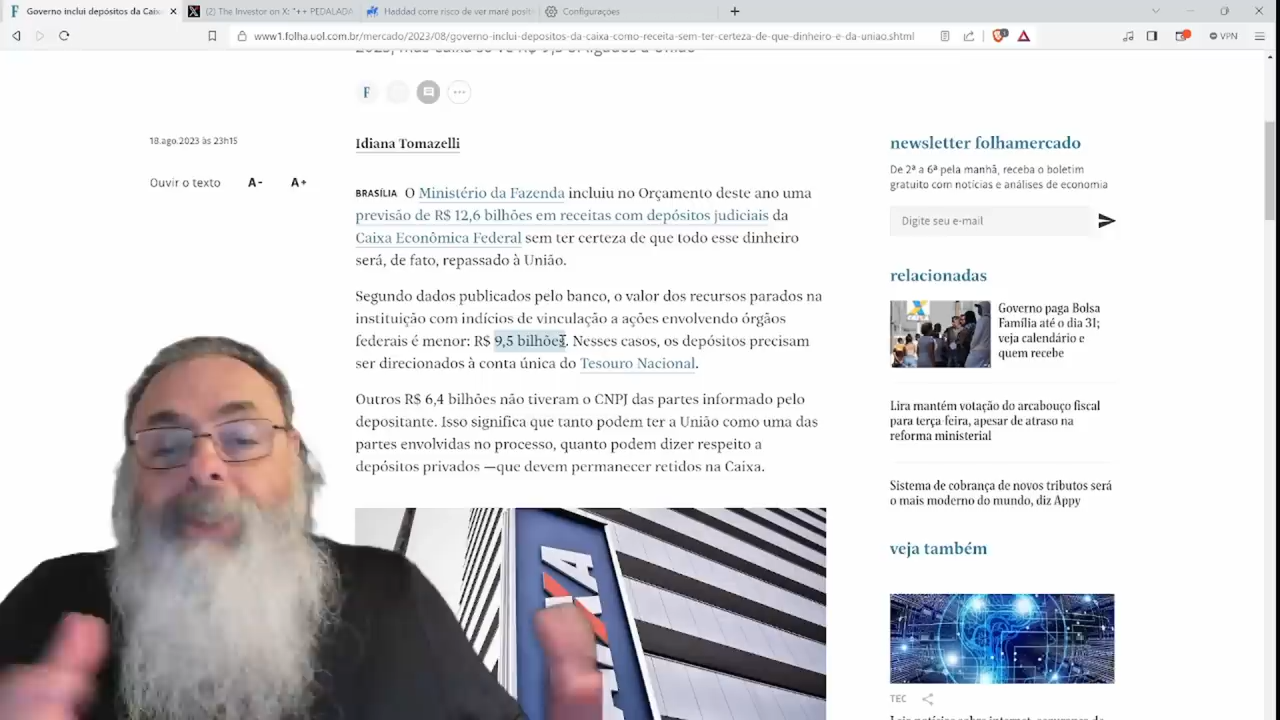 Governo inclui depósitos da Caixa
(2) The Investor on X: "++ PEDALADA
Haddad corre risco de ver maré posit
Configurações
www1.folha.uol.com.br/mercado/2023/08/governo-inclui-depositos-da-caixa-como-receita-sem-ter-certeza-de-que-dinheiro-e-da-uniao.shtml
VPN
F
18.ago.2023 às 23h15
Ouvir o texto A- A+
Idiana Tomazelli
BRASÍLIA O Ministério da Fazenda incluiu no Orçamento deste ano uma
previsão de R$ 12,6 bilhões em receitas com depósitos judiciais da
Caixa Econômica Federal sem ter certeza de que todo esse dinheiro
será, de fato, repassado à União.
Segundo dados publicados pelo banco, o valor dos recursos parados na
instituição com indícios de vinculação a ações envolvendo órgãos
federais é menor: R$ 9,5 bilhões. Nesses casos, os depósitos precisam
ser direcionados à conta única do Tesouro Nacional.
Outros R$ 6,4 bilhões não tiveram o CNPJ das partes informado pelo
depositante. Isso significa que tanto podem ter a União como uma das
partes envolvidas no processo, quanto podem dizer respeito a
depósitos privados —que devem permanecer retidos na Caixa.
newsletter folhamercado
De 2ª a 6ª pela manhã, receba o boletim
gratuito com notícias e análises de economia
Digite seu e-mail
relacionadas
Governo paga Bolsa
Família até o dia 31;
veja calendário e
quem recebe
Lira mantém votação do arcabouço fiscal
para terça-feira, apesar de atraso na
reforma ministerial
Sistema de cobrança de novos tributos será
o mais moderno do mundo, diz Appy
veja também
TEC